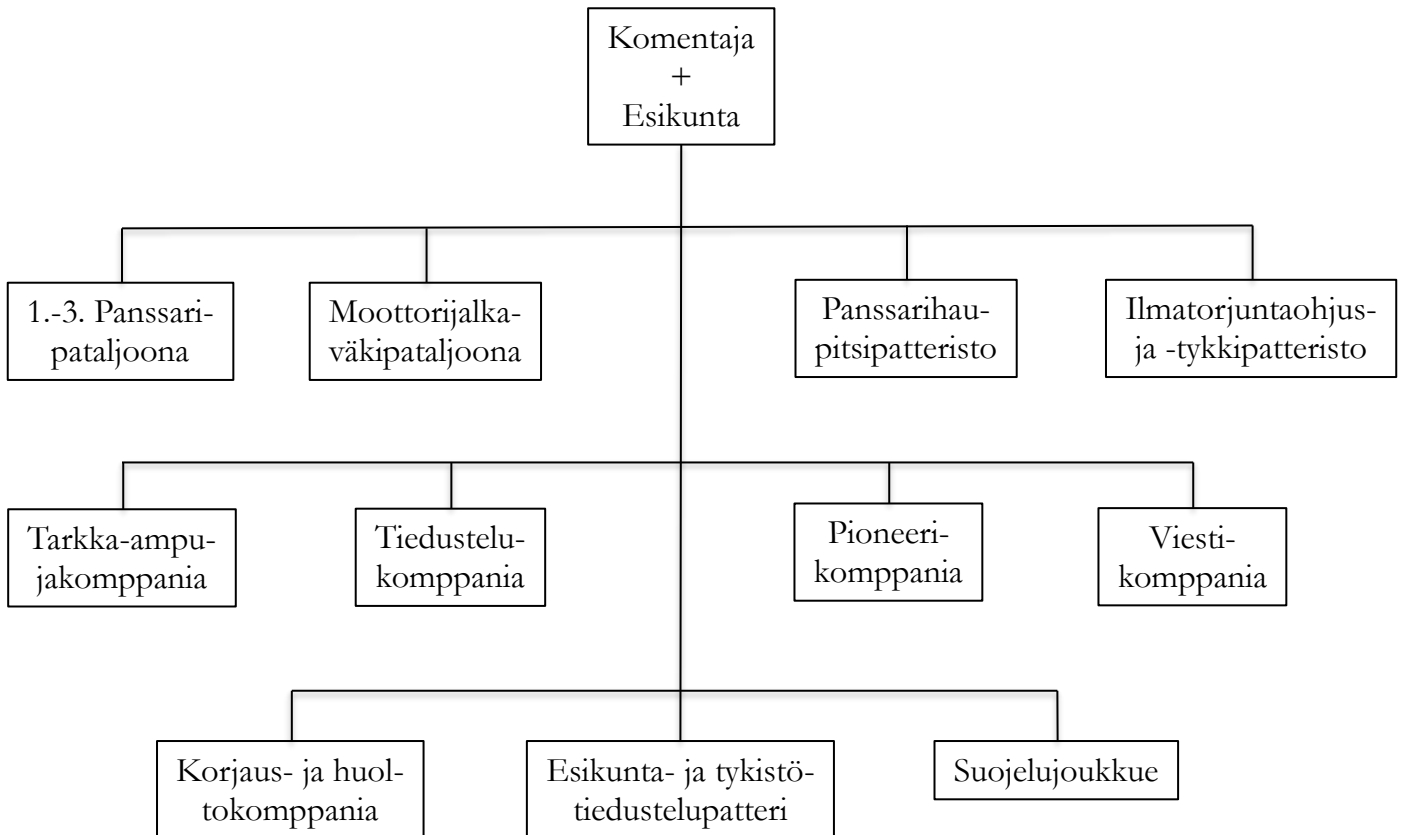 Komentaja
+
Esikunta
1.-3. Panssari-
pataljoona
Moottorijalka-
väkipataljoona
Panssarihau-
pitsipatteristo
Ilmatorjuntaohjus-
ja -tykkipatteristo
Tarkka-ampu-
jakomppania
Tiedustelu-
komppania
Pioneeri-
komppania
Viesti-
komppania
Korjaus- ja huol-
tokomppania
Esikunta- ja tykistö-
tiedustelupatteri
Suojelujoukkue